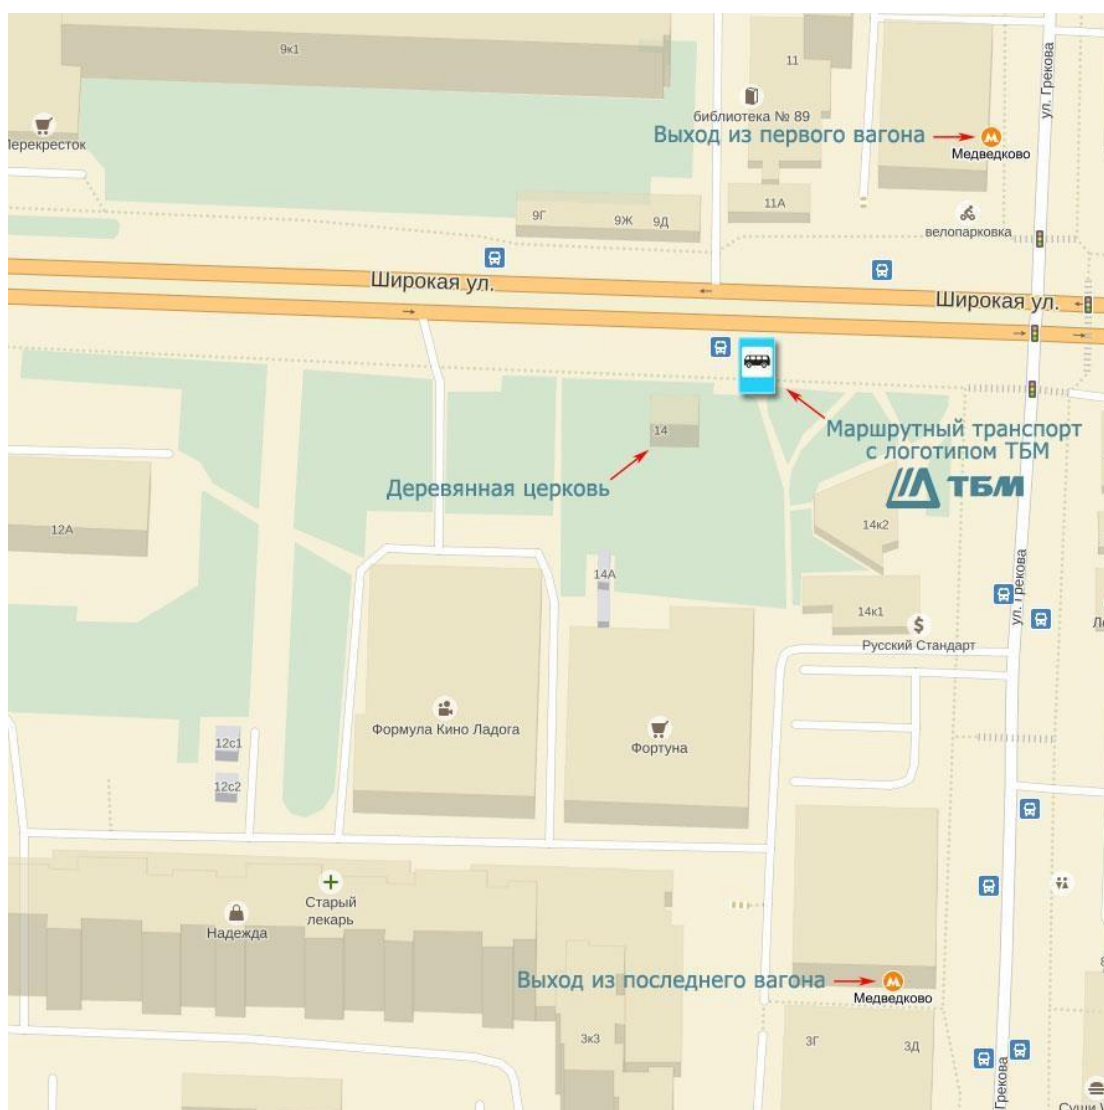 9к1
11
ул. Грекова
библиотека № 89
Перекресток
Выход из первого вагона
Медведково
11А
9Г
9Ж
9Д
велопарковка
Широкая ул.
Широкая ул.
Маршрутный транспорт
с логотипом ТБМ
14
Деревянная церковь
ТБМ
12А
14к2
14А
ул. Грекова
14к1
Русский Стандарт
Формула Кино Ладога
Фортуна
12с1
12с2
Старый
лекарь
Надежда
Выход из последнего вагона
Медведково
3к3
3Г
3Д
Грекова
Суши